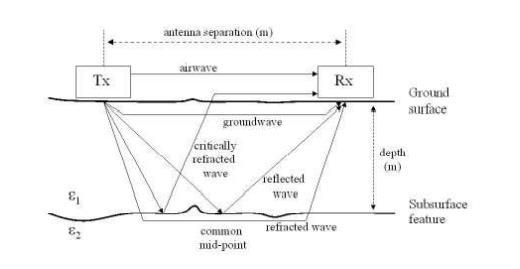 antenna separation (m)
airwave
Tx
Rx
Ground
surface
groundwave
critically
refracted
wave
depth
(m)
reflected
wave
ε1
Subsurface
feature
ε2
common
mid-point
refracted wave